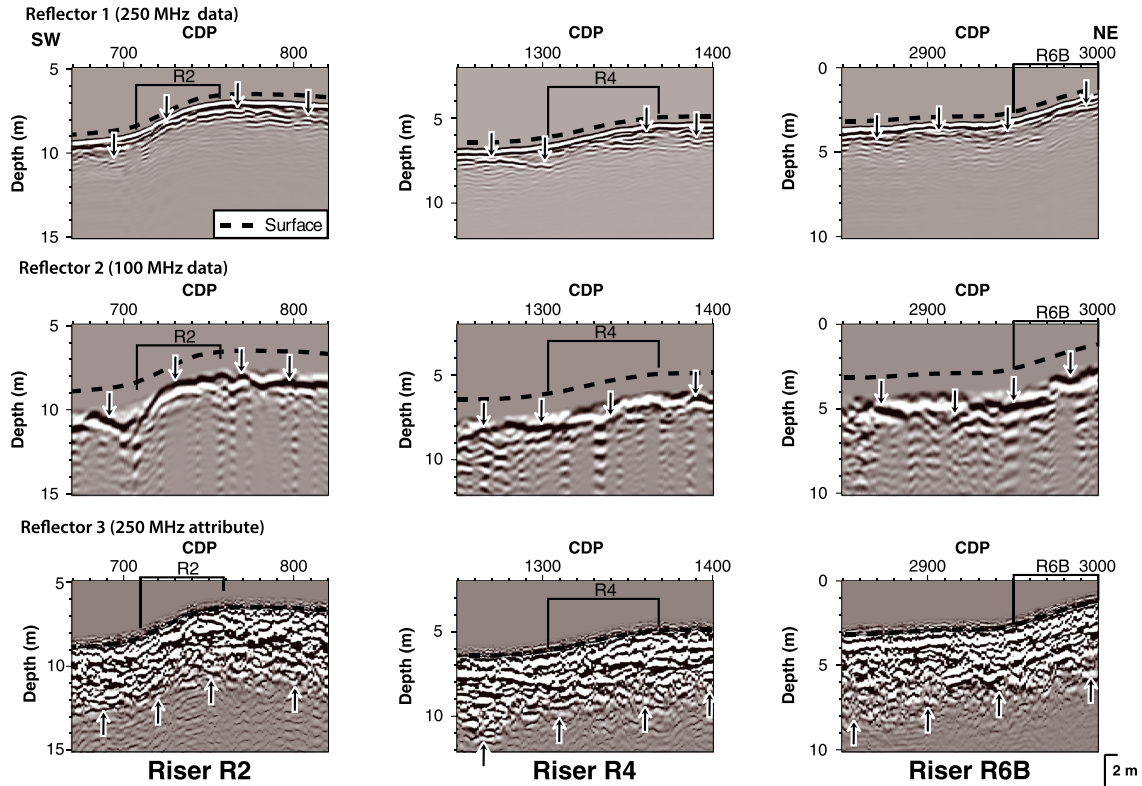 Reflector 1 (250 MHz data)
SW CDP CDP CDP NE
700 800 1300 1400 2900 3000
R2 R4 R6B
Depth (m) Depth (m) Depth (m)
5 10 15
5 10
0 5 10
Surface
Reflector 2 (100 MHz data)
CDP CDP CDP
700 800 1300 1400 2900 3000
R2 R4 R6B
Depth (m) Depth (m) Depth (m)
5 10 15
5 10
0 5 10
Reflector 3 (250 MHz attribute)
CDP CDP CDP
700 800 1300 1400 2900 3000
R2 R4 R6B
Depth (m) Depth (m) Depth (m)
5 10 15
5 10
0 5 10
Riser R2 Riser R4 Riser R6B
2 m